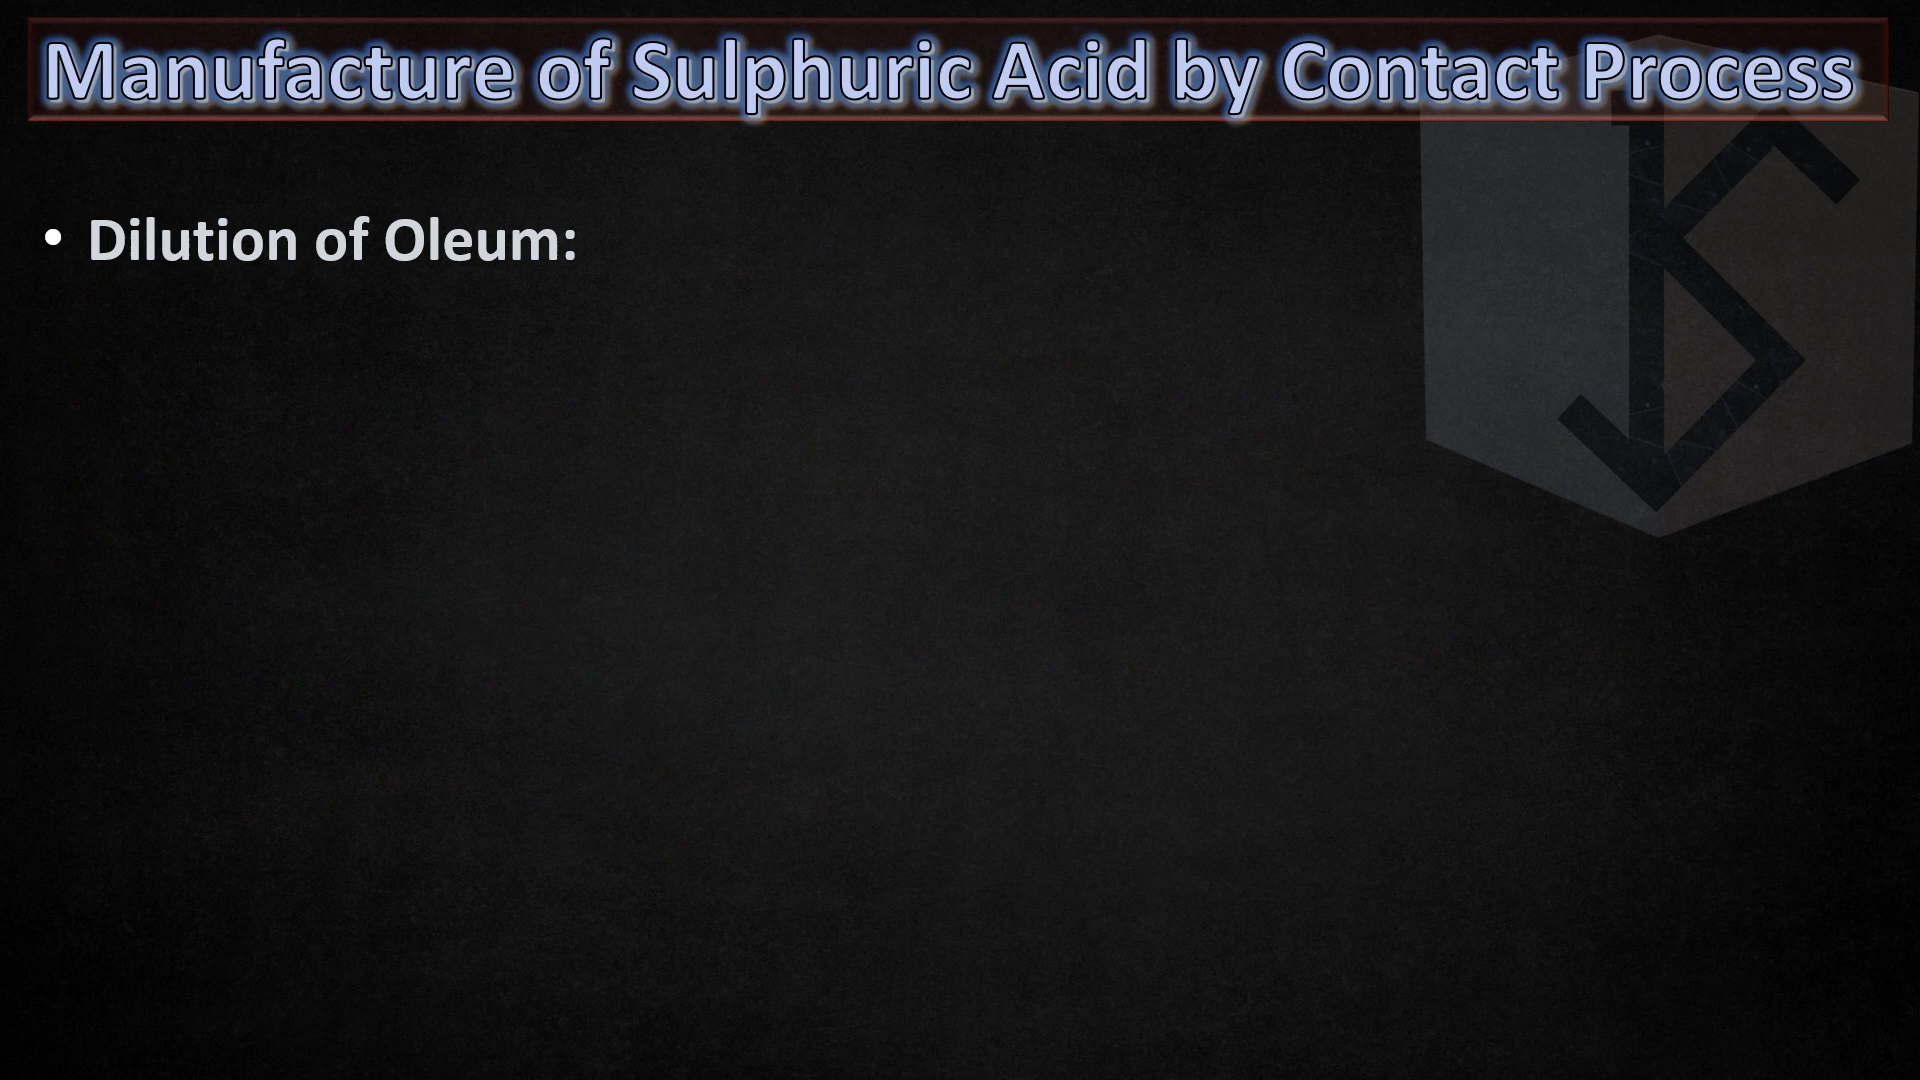 Manufacture of Sulphuric Acid by Contact Process
• Dilution of Oleum: